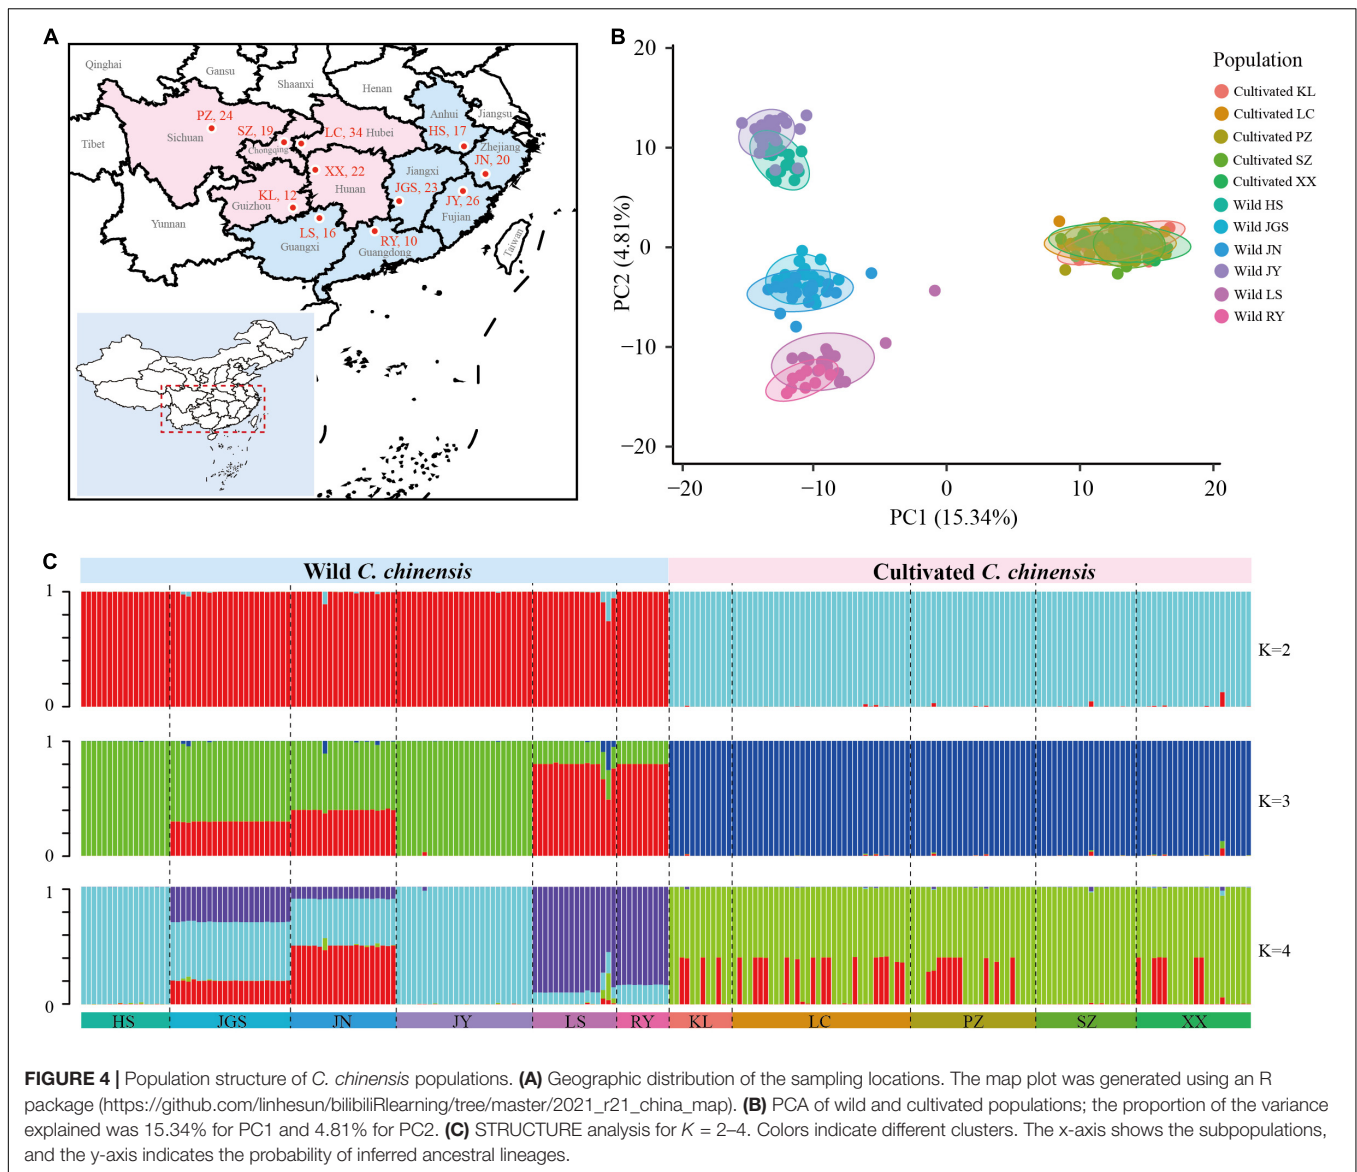 A
Qinghai
Gansu
Shaanxi
Henan
Anhui
Jiangsu
Tibet
Sichuan
PZ, 24
SZ, 19
Chongqing
LC, 34
Hubei
HS, 17
Zhejiang
JN, 20
XX, 22
Hunan
Jiangxi
JGS, 23
JY, 26
Fujian
KL, 12
Guizhou
Yunnan
LS, 16
Guangxi
RY, 10
Guangdong
Taiwan
B
20
10
0
−10
−20
PC2 (4.81%)
−20
−10
0
10
20
PC1 (15.34%)
Population
Cultivated KL
Cultivated LC
Cultivated PZ
Cultivated SZ
Cultivated XX
Wild HS
Wild JGS
Wild JN
Wild JY
Wild LS
Wild RY
C
Wild C. chinensis
Cultivated C. chinensis
1
0
K=2
1
0
K=3
1
0
K=4
HS JGS JN JY LS RY KL LC PZ SZ XX
FIGURE 4 | Population structure of C. chinensis populations. (A) Geographic distribution of the sampling locations. The map plot was generated using an R
package (https://github.com/linhesun/bilibiliRlearning/tree/master/2021_r21_china_map). (B) PCA of wild and cultivated populations; the proportion of the variance
explained was 15.34% for PC1 and 4.81% for PC2. (C) STRUCTURE analysis for K = 2–4. Colors indicate different clusters. The x-axis shows the subpopulations,
and the y-axis indicates the probability of inferred ancestral lineages.